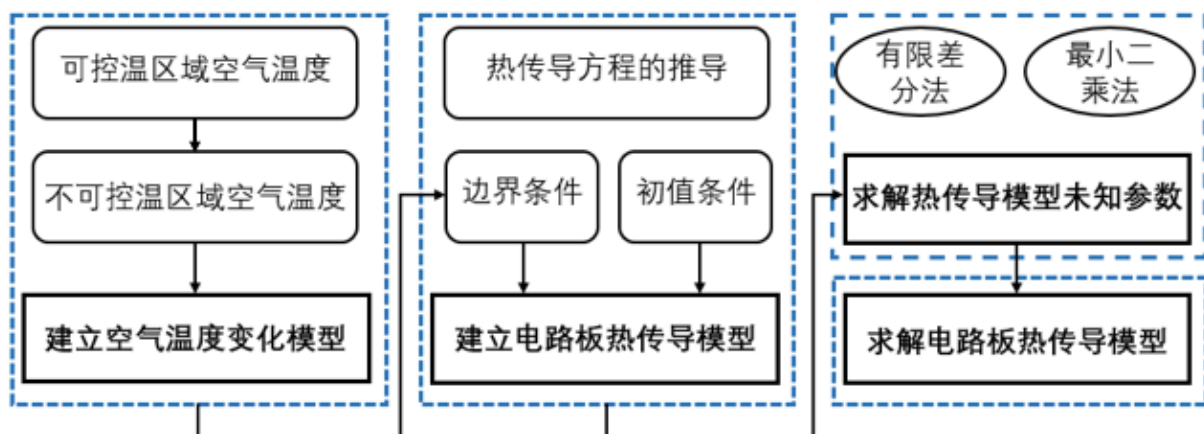 可控温区域空气温度
不可控温区域空气温度
建立空气温度变化模型
热传导方程的推导
边界条件
初值条件
建立电路板热传导模型
有限差
分法
最小二
乘法
求解热传导模型未知参数
求解电路板热传导模型